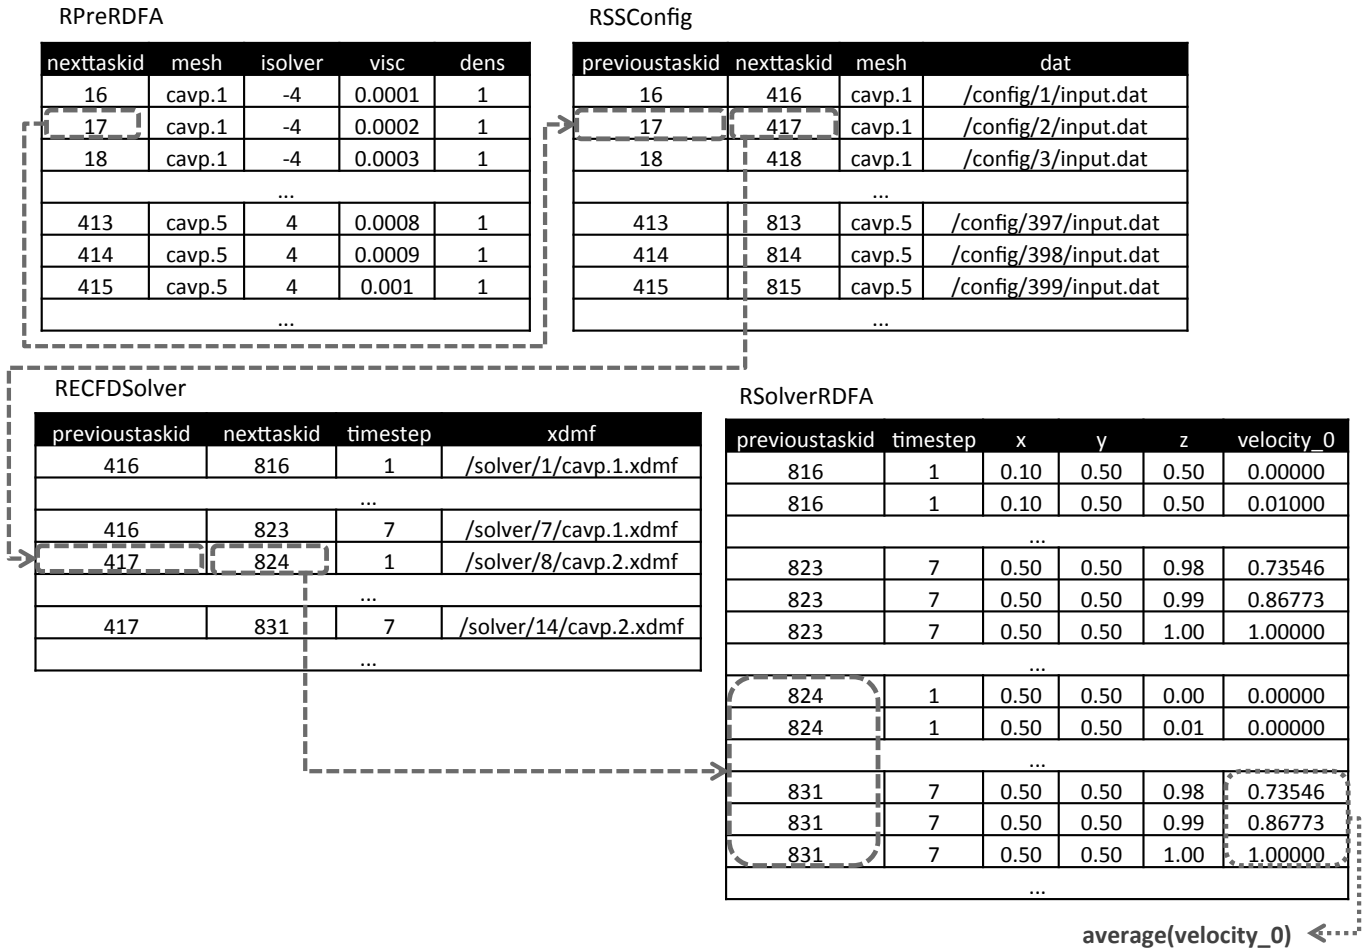 RPreRDFA
nexttaskid mesh isolver visc dens
16 cavp.1 -4 0.0001 1
17 cavp.1 -4 0.0002 1
18 cavp.1 -4 0.0003 1
...
413 cavp.5 4 0.0008 1
414 cavp.5 4 0.0009 1
415 cavp.5 4 0.001 1
...
RSSConfig
previoustaskid nexttaskid mesh dat
16 416 cavp.1 /config/1/input.dat
17 417 cavp.1 /config/2/input.dat
18 418 cavp.1 /config/3/input.dat
...
413 813 cavp.5 /config/397/input.dat
414 814 cavp.5 /config/398/input.dat
415 815 cavp.5 /config/399/input.dat
...
RECFDSolver
previoustaskid nexttaskid timestep xdmf
416 816 1 /solver/1/cavp.1.xdmf
...
416 823 7 /solver/7/cavp.1.xdmf
417 824 1 /solver/8/cavp.2.xdmf
...
417 831 7 /solver/14/cavp.2.xdmf
...
RSolverRDFA
previoustaskid timestep x y z velocity_0
816 1 0.10 0.50 0.50 0.00000
816 1 0.10 0.50 0.50 0.01000
...
823 7 0.50 0.50 0.98 0.73546
823 7 0.50 0.50 0.99 0.86773
823 7 0.50 0.50 1.00 1.00000
...
824 1 0.50 0.50 0.00 0.00000
824 1 0.50 0.50 0.01 0.00000
...
831 7 0.50 0.50 0.98 0.73546
831 7 0.50 0.50 0.99 0.86773
831 7 0.50 0.50 1.00 1.00000
...
average(velocity_0)